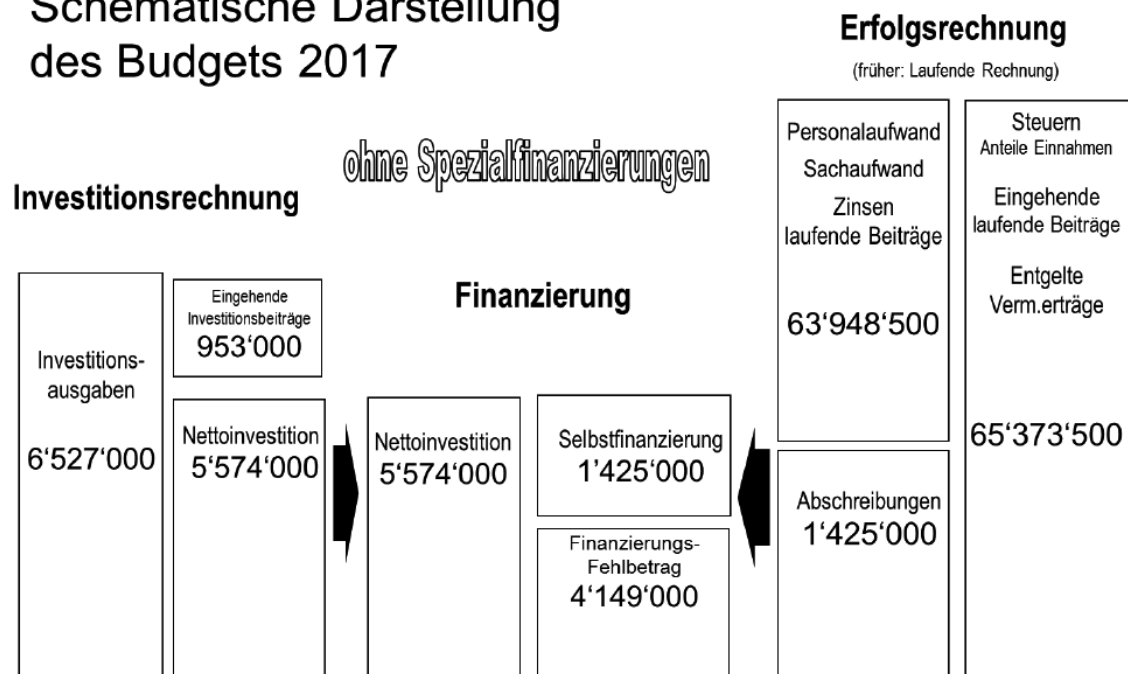 Schematische Darstellung
des Budgets 2017
ohne Spezialfinanzierungen
Investitionsrechnung
Investitions-
ausgaben
6‘527‘000
Eingehende
Investitionsbeiträge
953‘000
Nettoinvestition
5‘574‘000
Finanzierung
Nettoinvestition
5‘574‘000
Selbstfinanzierung
1’425‘000
Finanzierungs-
Fehlbetrag
4‘149‘000
Erfolgsrechnung
(früher: Laufende Rechnung)
Personalaufwand
Sachaufwand
Zinsen
laufende Beiträge
63‘948‘500
Abschreibungen
1‘425‘000
Steuern
Anteile Einnahmen
Eingehende
laufende Beiträge
Entgelte
Verm.erträge
65‘373‘500